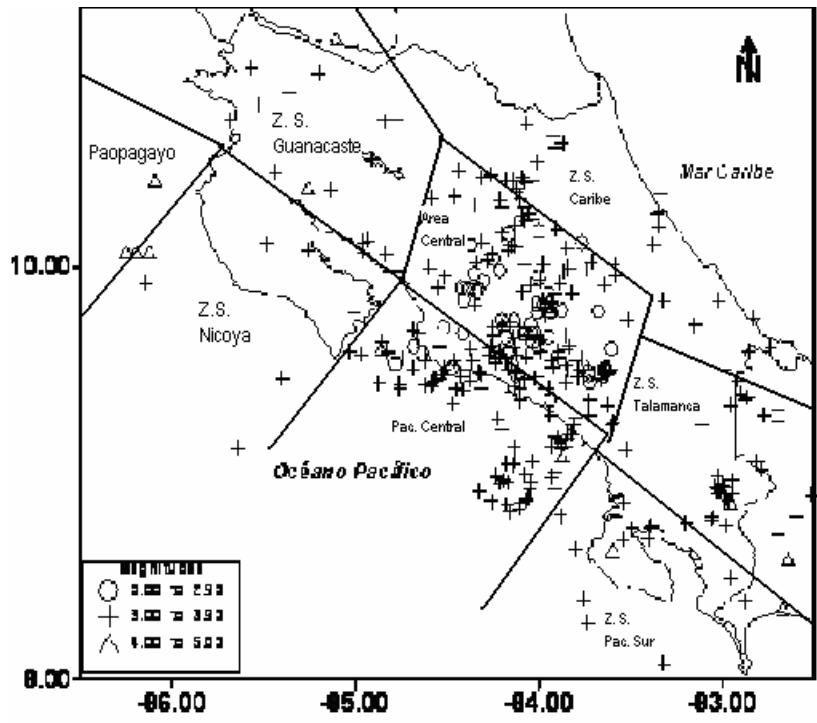 N
Z. S.
Guanacaste
Paopagayo
Z. S.
Caribe
Mar Caribe
Area
Central
10.00
Z. S.
Nicoya
Z. S.
Talamanca
Pac. Central
Océano Pacífico
Magnitudes
Z. S.
Pac. Sur
8.00
-86.00 -85.00 -84.00 -83.00